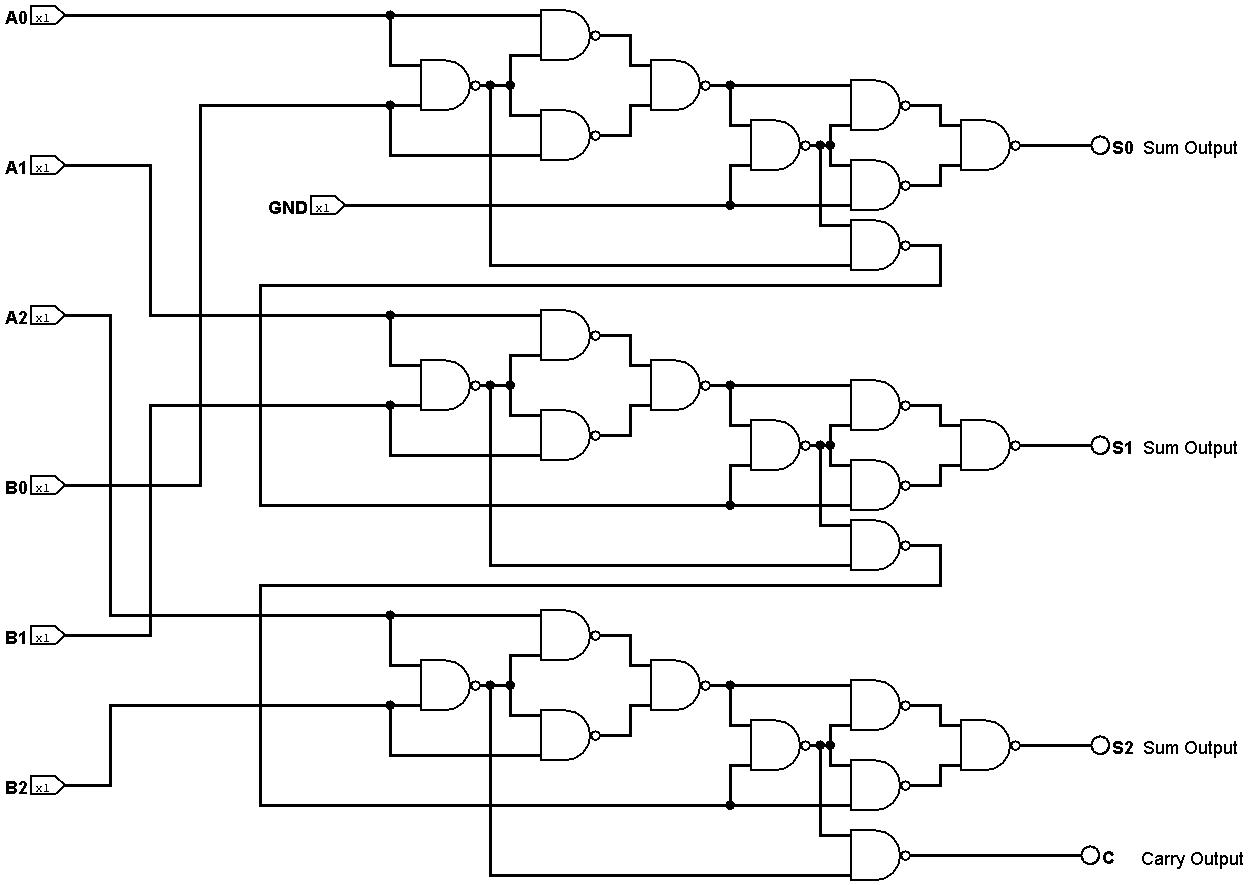 A0 x1
A1 x1
GND x1
A2 x1
B0 x1
B1 x1
B2 x1
S0 Sum Output
S1 Sum Output
S2 Sum Output
C Carry Output